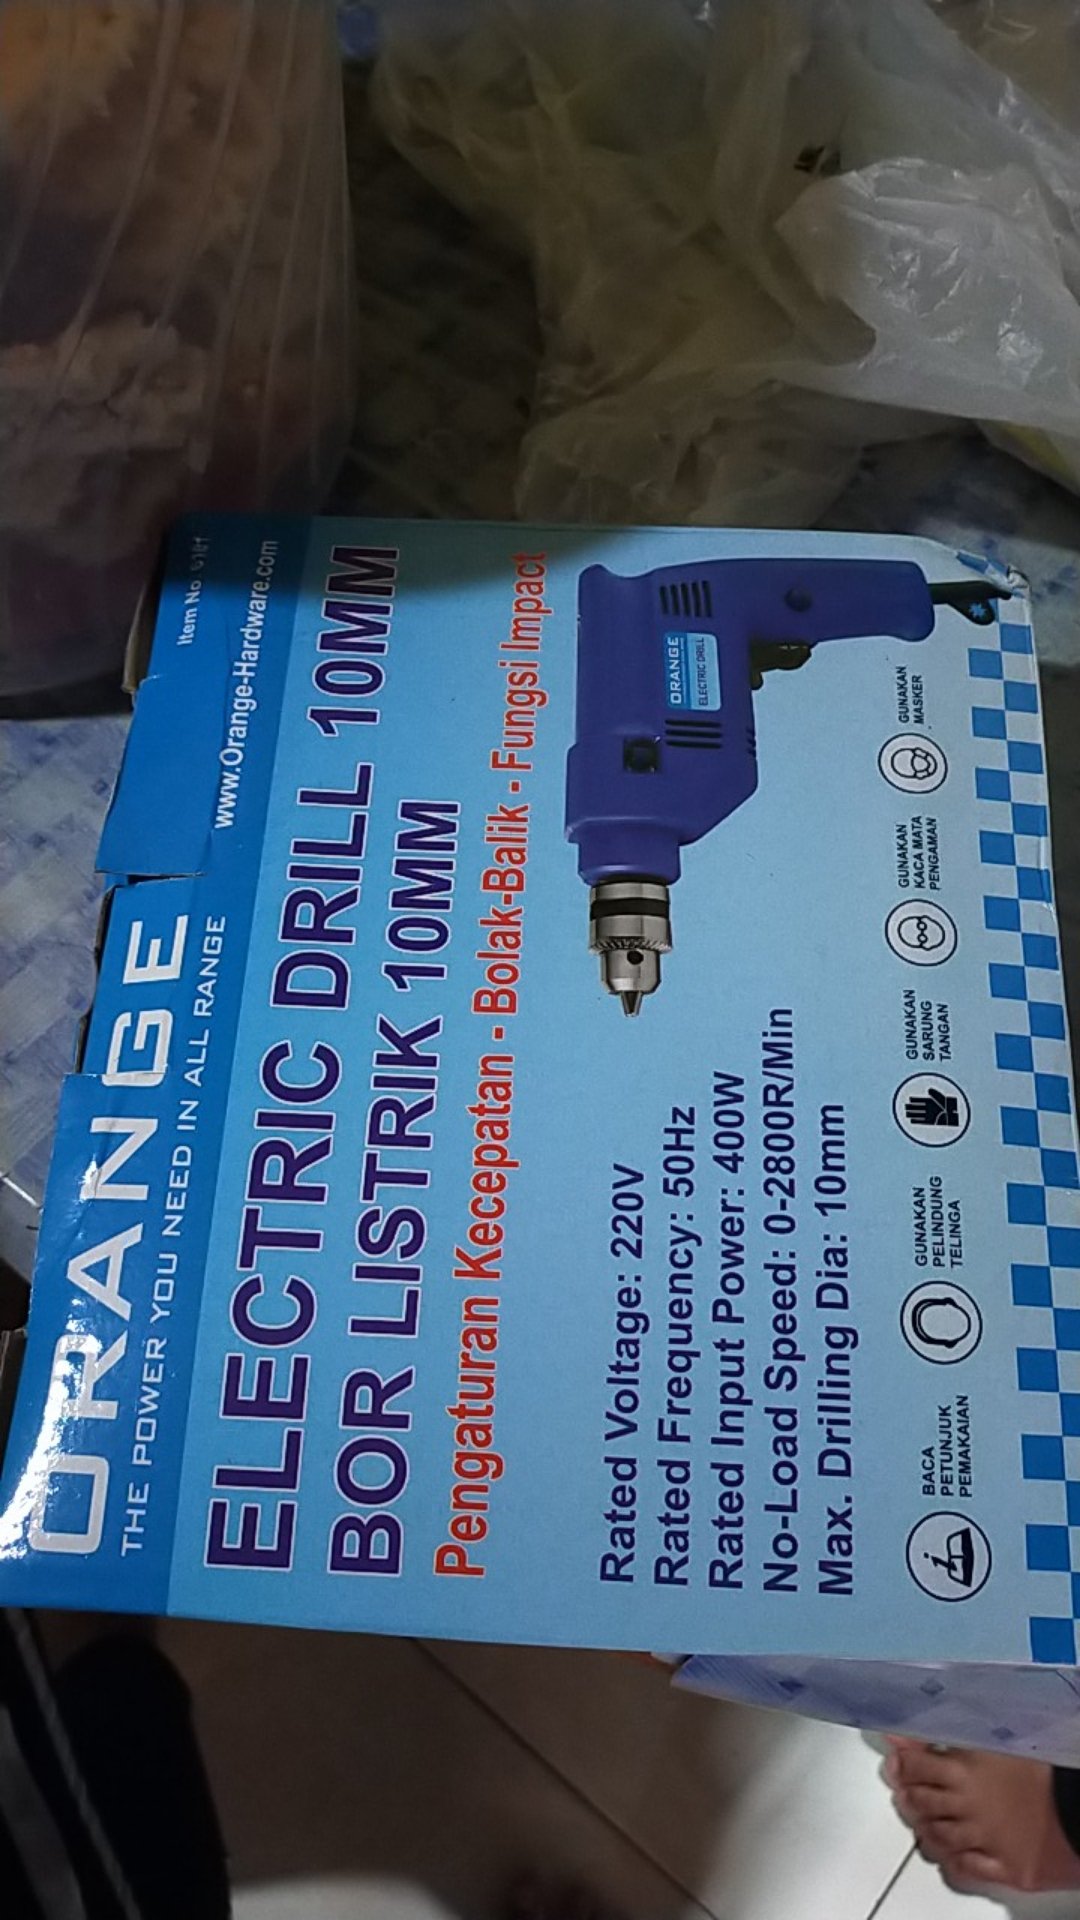 ORANGE
THE POWER YOU NEED IN ALL RANGE
Item No.
www.Orange-Hardware.com
ELECTRIC DRILL 10MM
BOR LISTRIK 10MM
Pengaturan Kecepatan - Bolak-Balik - Fungsi Impact
ORANGE
ELECTRIC DRILL
Rated Voltage: 220V
Rated Frequency: 50Hz
Rated Input Power: 400W
No-Load Speed: 0-2800R/Min
Max. Drilling Dia: 10mm
BACA
PETUNJUK
PEMAKAIAN
GUNAKAN
PELINDUNG
TELINGA
GUNAKAN
SARUNG
TANGAN
GUNAKAN
KACA MATA
PENGAMAN
GUNAKAN
MASKER